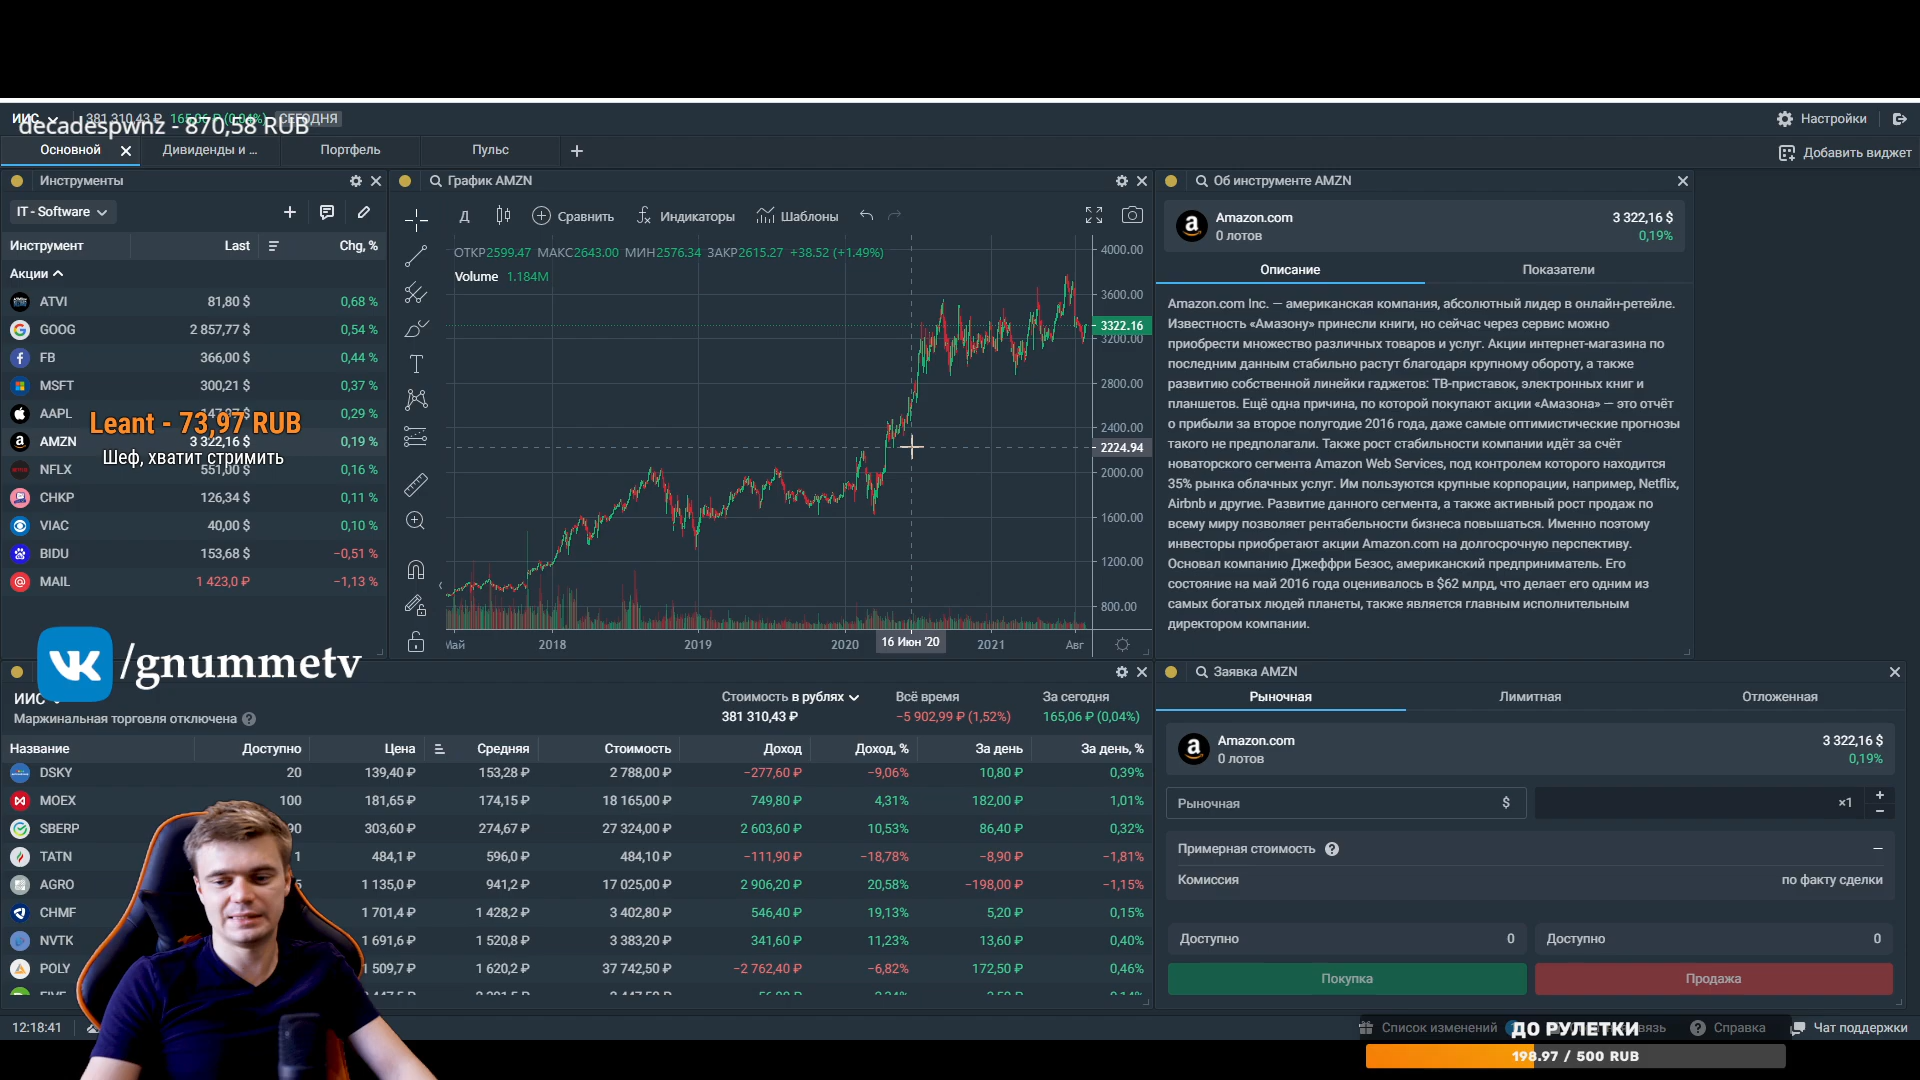 ИИС 381 310,43 ₽ 165,06 ₽ (0,04%) СЕГОДНЯ
decadespwnz - 870,58 RUB
Настройки
Основной
Дивиденды и ...
Портфель
Пульс
Добавить виджет
Инструменты
IT - Software
Инструмент Last Chg, %
Акции
ATVI 81,80 $ 0,68 %
GOOG 2 857,77 $ 0,54 %
FB 366,00 $ 0,44 %
MSFT 300,21 $ 0,37 %
AAPL 0,29 %
Leant - 73,97 RUB
AMZN 3 322,16 $ 0,19 %
Шеф, хватит стримить
NFLX 551,00 $ 0,16 %
CHKP 126,34 $ 0,11 %
VIAC 40,00 $ 0,10 %
BIDU 153,68 $ −0,51 %
MAIL 1 423,0 ₽ −1,13 %
/gnummetv
График AMZN
Д Сравнить Индикаторы Шаблоны
ОТКР2599.47 МАКС2643.00 МИН2576.34 ЗАКР2615.27 +38.52 (+1.49%)
Volume 1.184M
4000.00
3600.00
3322.16
3200.00
2800.00
2400.00
2224.94
2000.00
1600.00
1200.00
800.00
Май 2018 2019 2020 16 Июн '20 2021 Авг
Об инструменте AMZN
Amazon.com 3 322,16 $
0 лотов 0,19%
Описание Показатели
Amazon.com Inc. — американская компания, абсолютный лидер в онлайн-ретейле.
Известность «Амазону» принесли книги, но сейчас через сервис можно
приобрести множество различных товаров и услуг. Акции интернет-магазина по
последним данным стабильно растут благодаря крупному обороту, а также
развитию собственной линейки гаджетов: ТВ-приставок, электронных книг и
планшетов. Ещё одна причина, по которой покупают акции «Амазона» — это отчёт
о прибыли за второе полугодие 2016 года, даже самые оптимистические прогнозы
такого не предполагали. Также рост стабильности компании идёт за счёт
новаторского сегмента Amazon Web Services, под контролем которого находится
35% рынка облачных услуг. Им пользуются крупные корпорации, например, Netflix,
Airbnb и другие. Развитие данного сегмента, а также активный рост продаж по
всему миру позволяет рентабельности бизнеса повышаться. Именно поэтому
инвесторы приобретают акции Amazon.com на долгосрочную перспективу.
Основал компанию Джеффри Безос, американский предприниматель. Его
состояние на май 2016 года оценивалось в $62 млрд, что делает его одним из
самых богатых людей планеты, также является главным исполнительным
директором компании.
ИИС
Маржинальная торговля отключена
Стоимость в рублях Всё время За сегодня
381 310,43 ₽ −5 902,99 ₽ (1,52%) 165,06 ₽ (0,04%)
Название Доступно Цена Средняя Стоимость Доход Доход, % За день За день, %
DSKY 20 139,40 ₽ 153,28 ₽ 2 788,00 ₽ −277,60 ₽ −9,06% 10,80 ₽ 0,39%
MOEX 100 181,65 ₽ 174,15 ₽ 18 165,00 ₽ 749,80 ₽ 4,31% 182,00 ₽ 1,01%
SBERP 90 303,60 ₽ 274,67 ₽ 27 324,00 ₽ 2 603,60 ₽ 10,53% 86,40 ₽ 0,32%
TATN 1 484,1 ₽ 596,0 ₽ 484,10 ₽ −111,90 ₽ −18,78% −8,90 ₽ −1,81%
AGRO 5 1 135,0 ₽ 941,2 ₽ 17 025,00 ₽ 2 906,20 ₽ 20,58% −198,00 ₽ −1,15%
CHMF 1 701,4 ₽ 1 428,2 ₽ 3 402,80 ₽ 546,40 ₽ 19,13% 5,20 ₽ 0,15%
NVTK 1 691,6 ₽ 1 520,8 ₽ 3 383,20 ₽ 341,60 ₽ 11,23% 13,60 ₽ 0,40%
POLY 1 509,7 ₽ 1 620,2 ₽ 37 742,50 ₽ −2 762,40 ₽ −6,82% 172,50 ₽ 0,46%
Заявка AMZN
Рыночная Лимитная Отложенная
Amazon.com 3 322,16 $
0 лотов 0,19%
Рыночная $ ×1 + −
Примерная стоимость —
Комиссия по факту сделки
Доступно 0 Доступно 0
Покупка Продажа
12:18:41
Список изменений
Справка
Чат поддержки
ДО РУЛЕТКИ
198.97 / 500 RUB